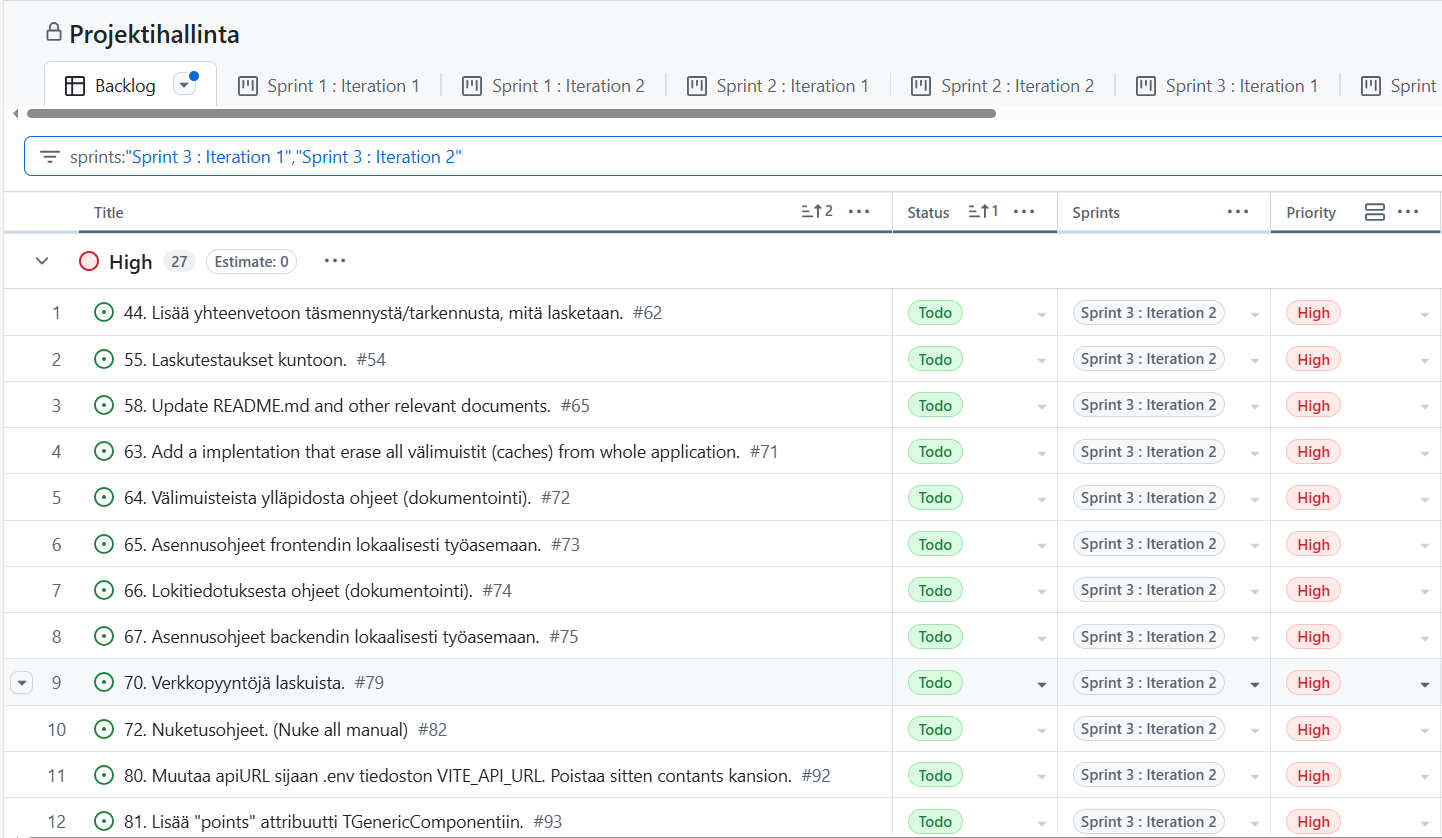 Projektihallinta
Backlog Sprint 1 : Iteration 1 Sprint 1 : Iteration 2 Sprint 2 : Iteration 1 Sprint 2 : Iteration 2 Sprint 3 : Iteration 1 Sprint
sprints:"Sprint 3 : Iteration 1","Sprint 3 : Iteration 2"
Title 2 Status 1 Sprints Priority
High 27 Estimate: 0
1 44. Lisää yhteenvetoon täsmennystä/tarkennusta, mitä lasketaan. #62 Todo Sprint 3 : Iteration 2 High
2 55. Laskutestaukset kuntoon. #54 Todo Sprint 3 : Iteration 2 High
3 58. Update README.md and other relevant documents. #65 Todo Sprint 3 : Iteration 2 High
4 63. Add a implentation that erase all välimuistit (caches) from whole application. #71 Todo Sprint 3 : Iteration 2 High
5 64. Välimuisteista ylläpidosta ohjeet (dokumentointi). #72 Todo Sprint 3 : Iteration 2 High
6 65. Asennusohjeet frontendin lokaalisesti työasemaan. #73 Todo Sprint 3 : Iteration 2 High
7 66. Lokitiedotuksesta ohjeet (dokumentointi). #74 Todo Sprint 3 : Iteration 2 High
8 67. Asennusohjeet backendin lokaalisesti työasemaan. #75 Todo Sprint 3 : Iteration 2 High
9 70. Verkkopyyntöjä laskuista. #79 Todo Sprint 3 : Iteration 2 High
10 72. Nuketusohjeet. (Nuke all manual) #82 Todo Sprint 3 : Iteration 2 High
11 80. Muutaa apiURL sijaan .env tiedoston VITE_API_URL. Poistaa sitten contants kansion. #92 Todo Sprint 3 : Iteration 2 High
12 81. Lisää "points" attribuutti TGenericComponentiin. #93 Todo Sprint 3 : Iteration 2 High